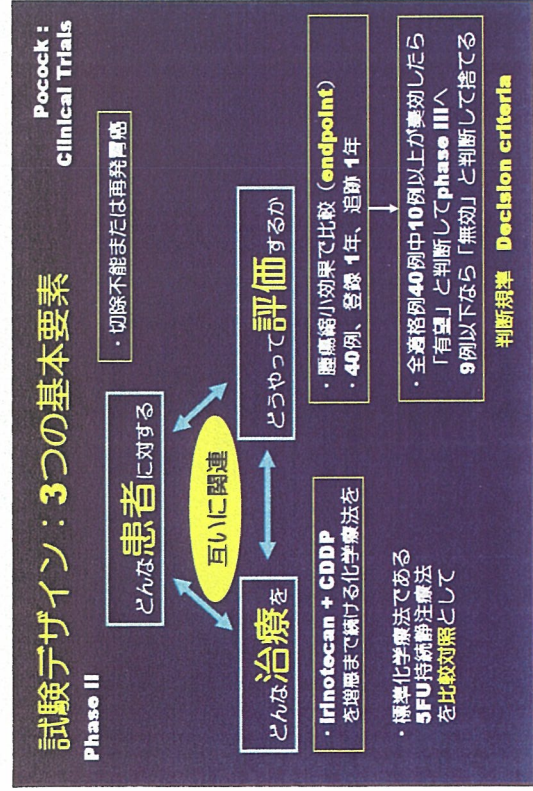 試験デザイン：3つの基本要素
Phase II
Pocock：
Clinical Trials
どんな患者に対する
・切除不能または再発胃癌
互いに関連
どんな治療を
どうやって評価するか
・Irinotecan + CDDP
を増悪まで続ける化学療法を
・標準化学療法である
5FU持続静注療法
を比較対照として
・腫瘍縮小効果で比較（endpoint）
・40例、登録 1年、追跡 1年
・全適格例40例中10例以上が奏効したら
「有望」と判断してphase IIIへ
9例以下なら「無効」と判断して捨てる
判断規準 Decision criteria